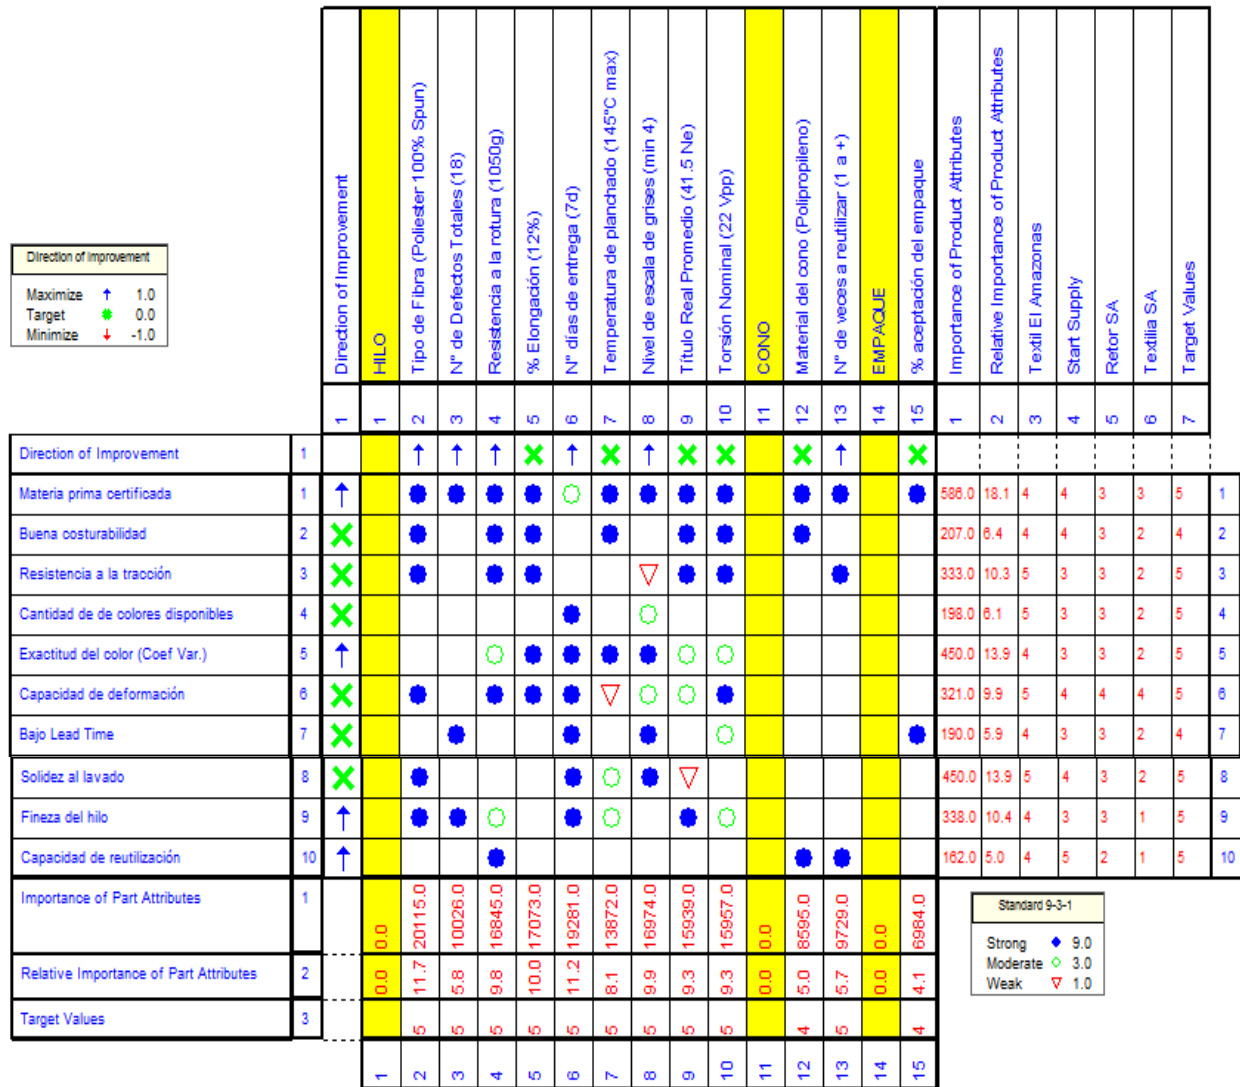 Direction of Improvement
Maximize 1.0
Target 0.0
Minimize -1.0
Direction of Improvement
HILO
Tipo de Fibra (Poliester 100% Spun)
N° de Defectos Totales (18)
Resistencia a la rotura (1050g)
% Elongación (12%)
N° días de entrega (7d)
Temperatura de planchado (145°C max)
Nivel de escala de grises (min 4)
Título Real Promedio (41.5 Ne)
Torsión Nominal (22 Vpp)
CONO
Material del cono (Polipropileno)
N° de veces a reutilizar (1 a +)
EMPAQUE
% aceptación del empaque
Importance of Product Attributes
Relative Importance of Product Attributes
Textil El Amazonas
Start Supply
Retor SA
Textilia SA
Target Values
1 1 2 3 4 5 6 7 8 9 10 11 12 13 14 15 1 2 3 4 5 6 7
Direction of Improvement 1
Materia prima certificada 1 586.0 18.1 4 4 3 3 5 1
Buena costurabilidad 2 207.0 6.4 4 4 3 2 4 2
Resistencia a la tracción 3 333.0 10.3 5 3 3 2 5 3
Cantidad de de colores disponibles 4 198.0 6.1 5 3 3 2 5 4
Exactitud del color (Coef Var.) 5 450.0 13.9 4 3 3 2 5 5
Capacidad de deformación 6 321.0 9.9 5 4 4 4 5 6
Bajo Lead Time 7 190.0 5.9 4 3 3 2 4 7
Solidez al lavado 8 450.0 13.9 5 4 3 2 5 8
Fineza del hilo 9 338.0 10.4 4 3 3 1 5 9
Capacidad de reutilización 10 162.0 5.0 4 5 2 1 5 10
Importance of Part Attributes 1 0.0 20115.0 10026.0 16845.0 17073.0 19281.0 13872.0 16974.0 15939.0 15957.0 0.0 8595.0 9729.0 0.0 6984.0
Relative Importance of Part Attributes 2 0.0 11.7 5.8 9.8 10.0 11.2 8.1 9.9 9.3 9.3 0.0 5.0 5.7 0.0 4.1
Target Values 3 5 5 5 5 5 5 5 5 5 4 5 4
1 2 3 4 5 6 7 8 9 10 11 12 13 14 15
Standard 9-3-1
Strong 9.0
Moderate 3.0
Weak 1.0